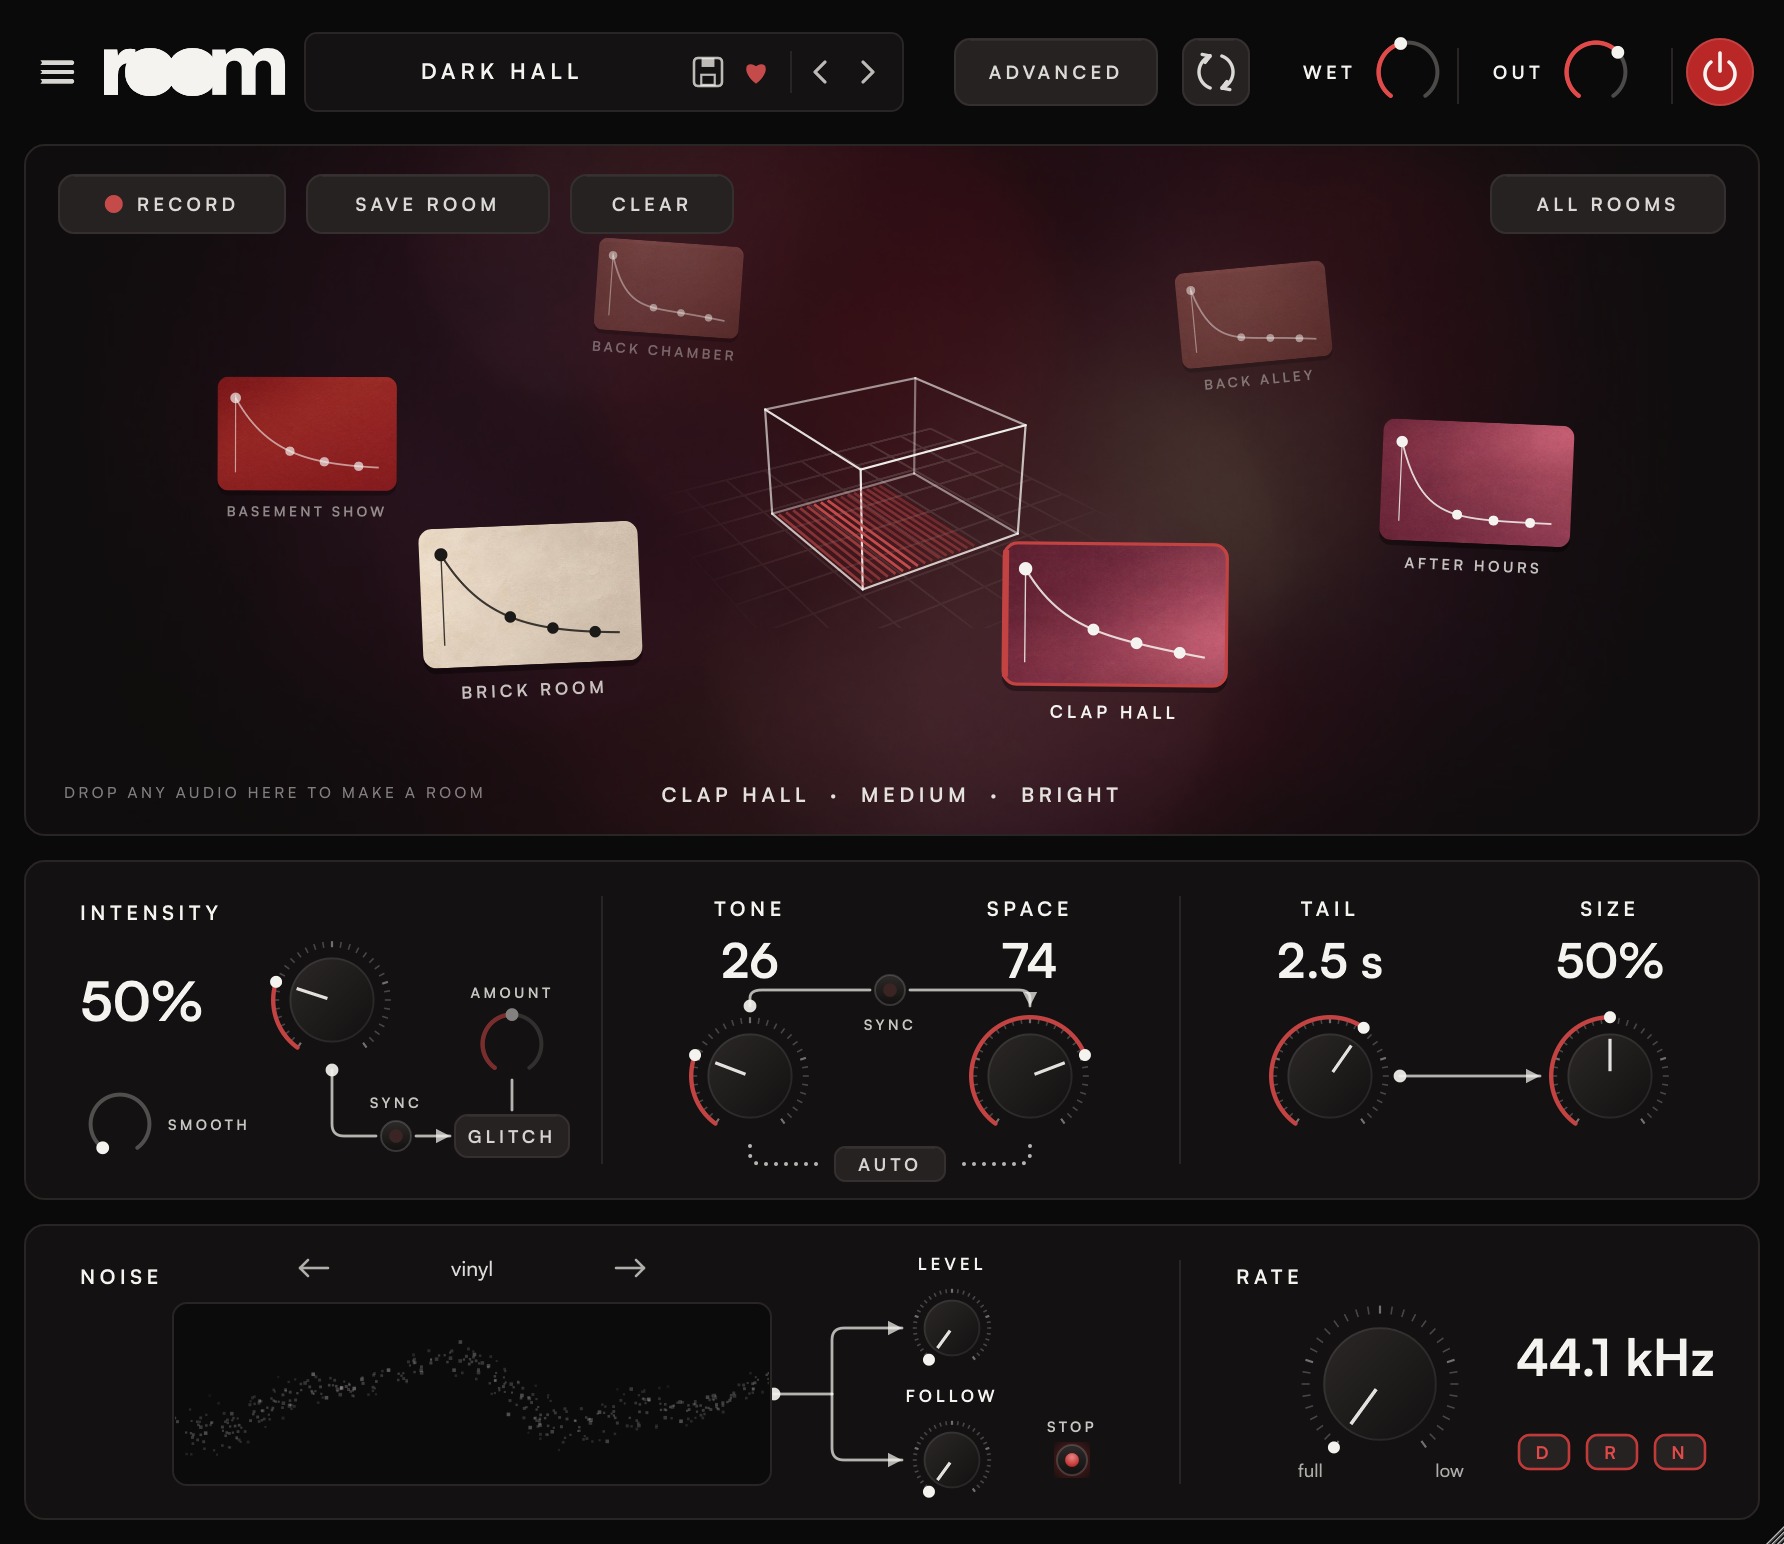 room
DARK HALL
ADVANCED
WET
OUT
RECORD
SAVE ROOM
CLEAR
ALL ROOMS
BACK CHAMBER
BACK ALLEY
BASEMENT SHOW
AFTER HOURS
BRICK ROOM
CLAP HALL
DROP ANY AUDIO HERE TO MAKE A ROOM
CLAP HALL • MEDIUM • BRIGHT
INTENSITY
50%
AMOUNT
SMOOTH
SYNC
GLITCH
TONE
26
SPACE
74
SYNC
AUTO
TAIL
2.5 s
SIZE
50%
NOISE
vinyl
LEVEL
FOLLOW
STOP
RATE
44.1 kHz
full
low
D
R
N